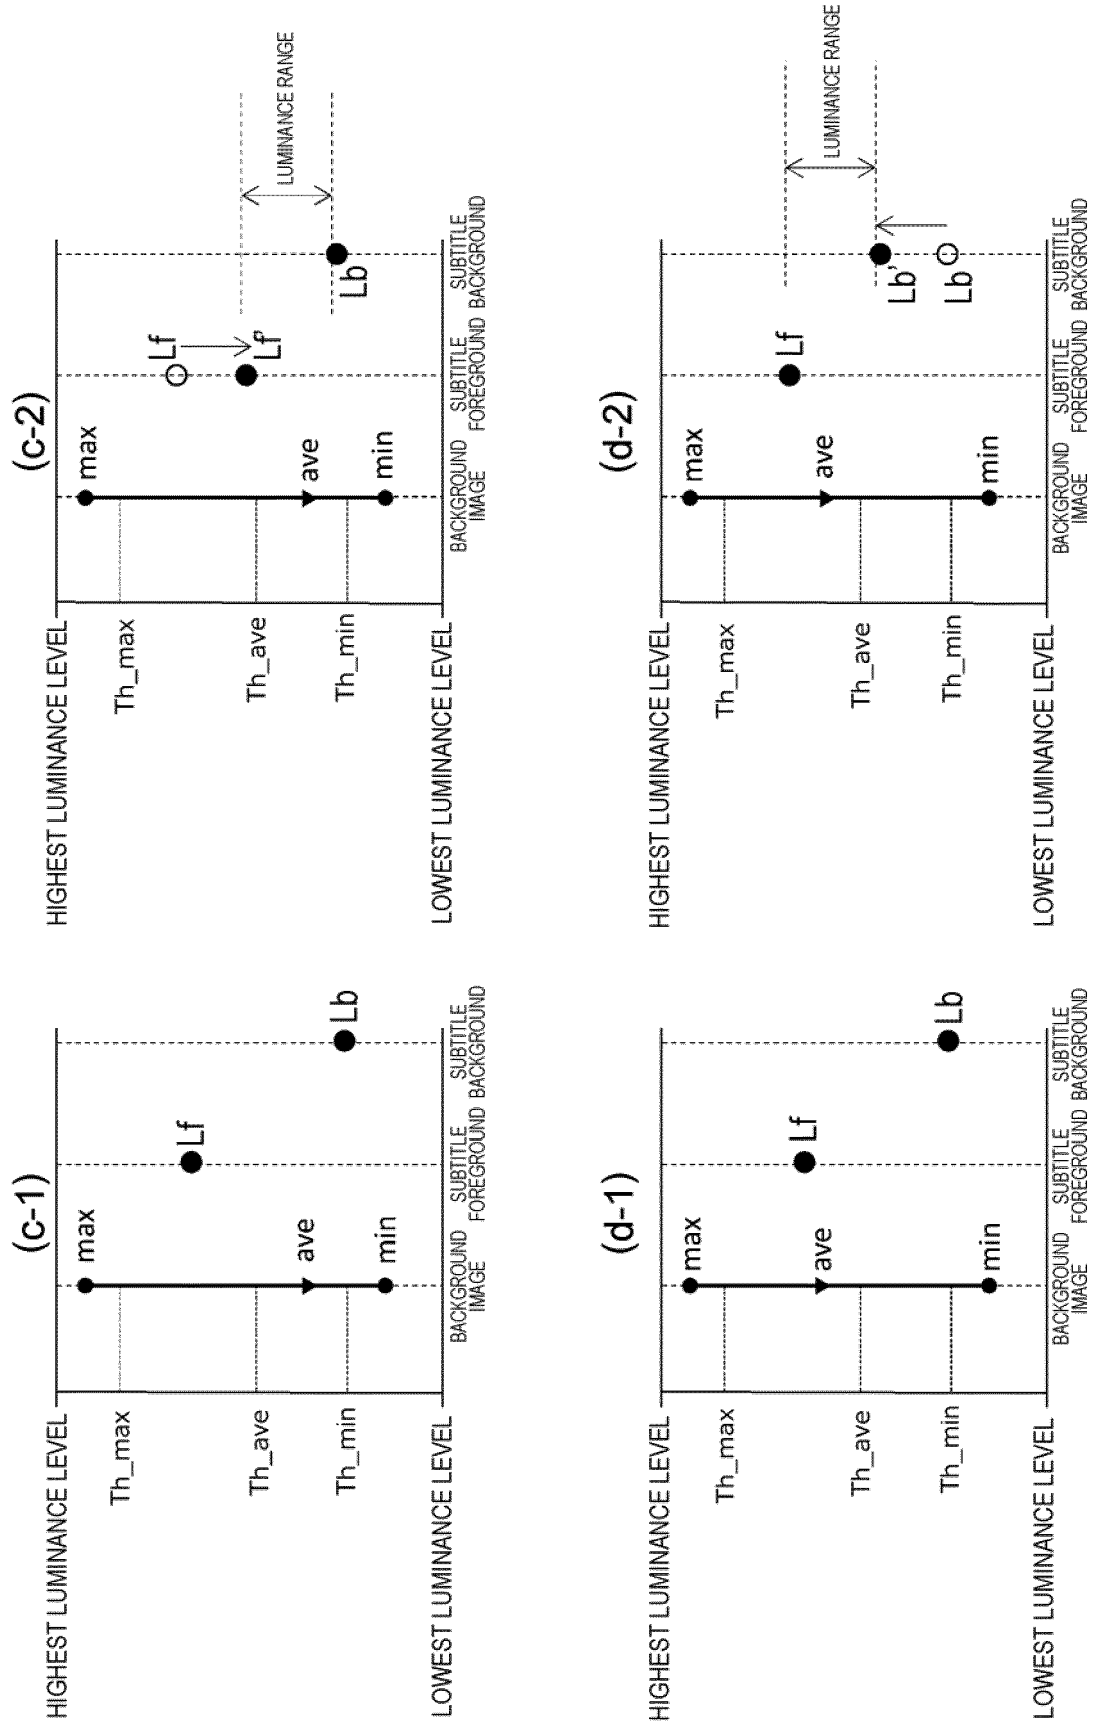 (c-1)
HIGHEST LUMINANCE LEVEL
max
Th_max
Lf
Th_ave
ave
Th_min
Lb
min
LOWEST LUMINANCE LEVEL
BACKGROUND
IMAGE
SUBTITLE
FOREGROUND
SUBTITLE
BACKGROUND
(c-2)
HIGHEST LUMINANCE LEVEL
max
Th_max
Lf
Lf'
Th_ave
ave
Th_min
Lb
min
LUMINANCE RANGE
LOWEST LUMINANCE LEVEL
BACKGROUND
IMAGE
SUBTITLE
FOREGROUND
SUBTITLE
BACKGROUND
(d-1)
HIGHEST LUMINANCE LEVEL
max
Th_max
Lf
ave
Th_ave
Th_min
Lb
min
LOWEST LUMINANCE LEVEL
BACKGROUND
IMAGE
SUBTITLE
FOREGROUND
SUBTITLE
BACKGROUND
(d-2)
HIGHEST LUMINANCE LEVEL
max
Th_max
Lf
ave
LUMINANCE RANGE
Th_ave
Lb'
Th_min
Lb
min
LOWEST LUMINANCE LEVEL
BACKGROUND
IMAGE
SUBTITLE
FOREGROUND
SUBTITLE
BACKGROUND